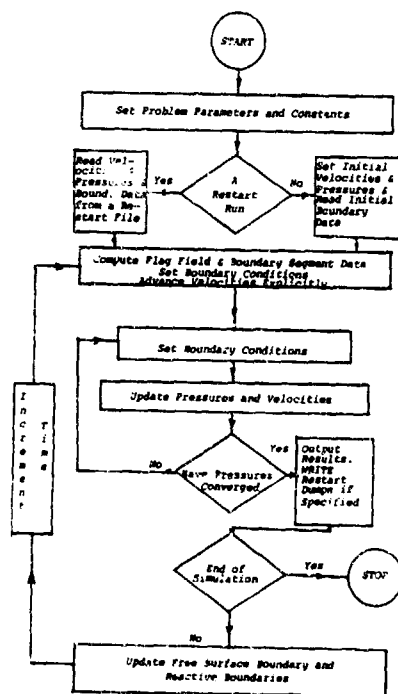 START
Set Problem Parameters and Constants
Read Vel-
ocities &
Pressures &
Bound. Data
from a Re-
start File
Yes
A
Restart
Run
No
Set Initial
Velocities &
Pressures &
Read Initial
Boundary
Data
Compute Flag Field & Boundary Segment Data
Set Boundary Conditions
Advance Velocities Explicitly
Set Boundary Conditions
Update Pressures and Velocities
Increment
Time
No
Have Pressures
Converged
Yes
Output
Results.
WRITE
Restart
Dumps if
Specified
End of
Simulation
Yes
STOP
No
Update Free Surface Boundary and
Reactive Boundaries